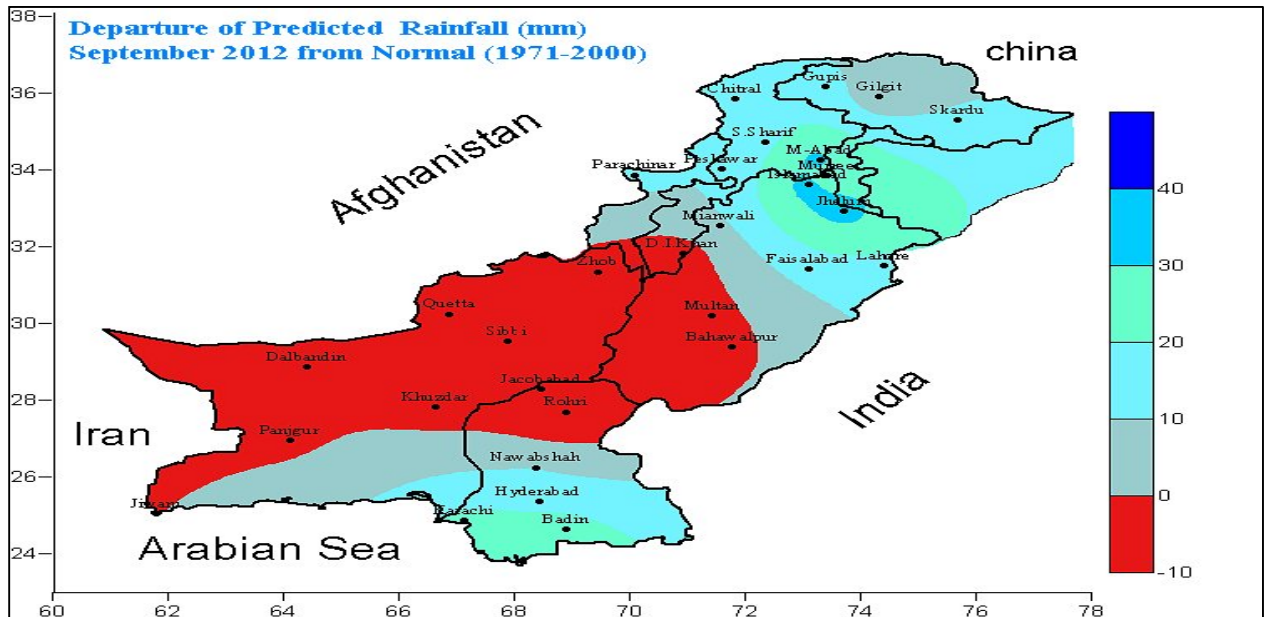 Departure of Predicted Rainfall (mm)
September 2012 from Normal (1971-2000)
china
Afghanistan
Iran
India
Arabian Sea
Gupis
Gilgit
Chitral
Skardu
S.Sharif
M-Abad
Peshawar
Parachinar
Islamabad
Jhelum
Mianwali
D.I.Khan
Zhob
Faisalabad
Lahore
Quetta
Multan
Sibbi
Bahawalpur
Dalbandin
Jacobabad
Khuzdar
Rohri
Panjgur
Nawabshah
Hyderabad
Karachi
Badin
38
36
34
32
30
28
26
24
60
62
64
66
68
70
72
74
76
78
40
30
20
10
0
-10